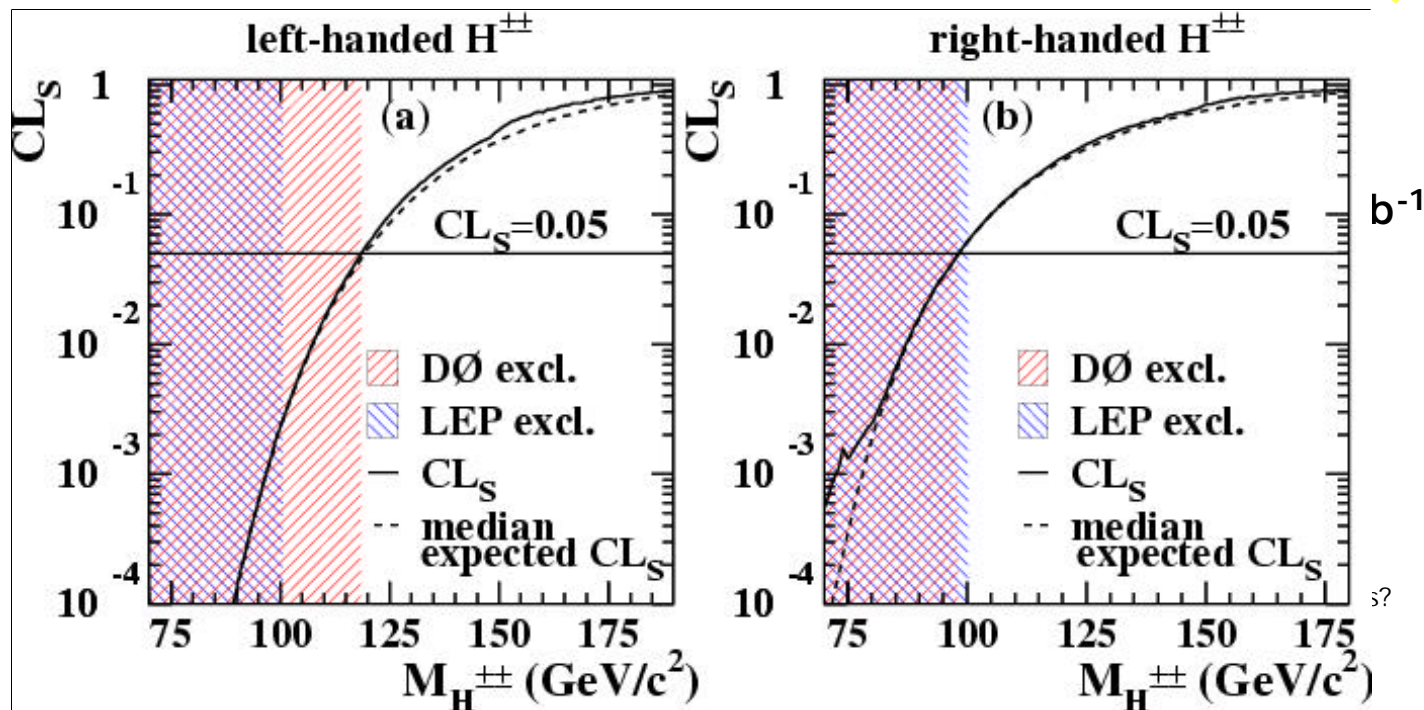 left-handed H±±
CLS
1
10-1
10-2
10-3
10-4
(a)
CLS=0.05
DØ excl.
LEP excl.
CLS
median
expected CLS
75 100 125 150 175
MH±± (GeV/c2)
right-handed H±±
CLS
1
10-1
10-2
10-3
10-4
(b)
CLS=0.05
DØ excl.
LEP excl.
CLS
median
expected CLS
75 100 125 150 175
MH±± (GeV/c2)
b-1
s?